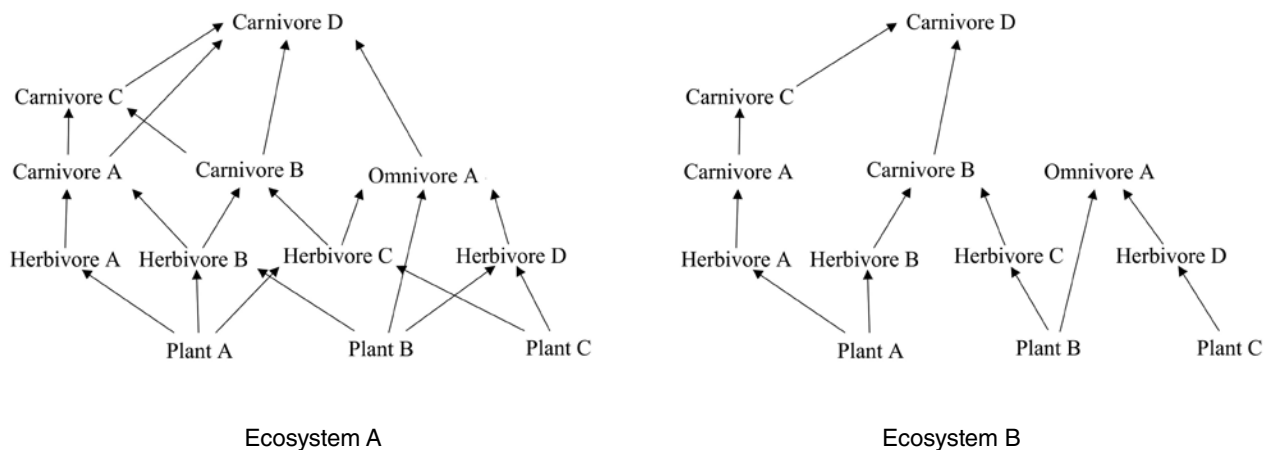 Carnivore D
Carnivore C
Carnivore A
Carnivore B
Omnivore A
Herbivore A
Herbivore B
Herbivore C
Herbivore D
Plant A
Plant B
Plant C
Ecosystem A
Carnivore D
Carnivore C
Carnivore A
Carnivore B
Omnivore A
Herbivore A
Herbivore B
Herbivore C
Herbivore D
Plant A
Plant B
Plant C
Ecosystem B